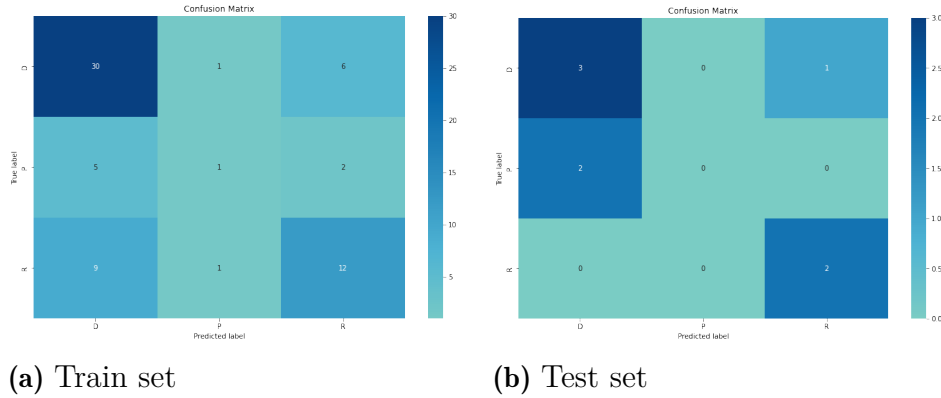 Confusion Matrix
D
30
1
6
True label
P
5
1
2
R
9
1
12
D
P
R
Predicted label
30
25
20
15
10
5
Confusion Matrix
D
3
0
1
True label
P
2
0
0
R
0
0
2
D
P
R
Predicted label
3.0
2.5
2.0
1.5
1.0
0.5
0.0
(a) Train set
(b) Test set